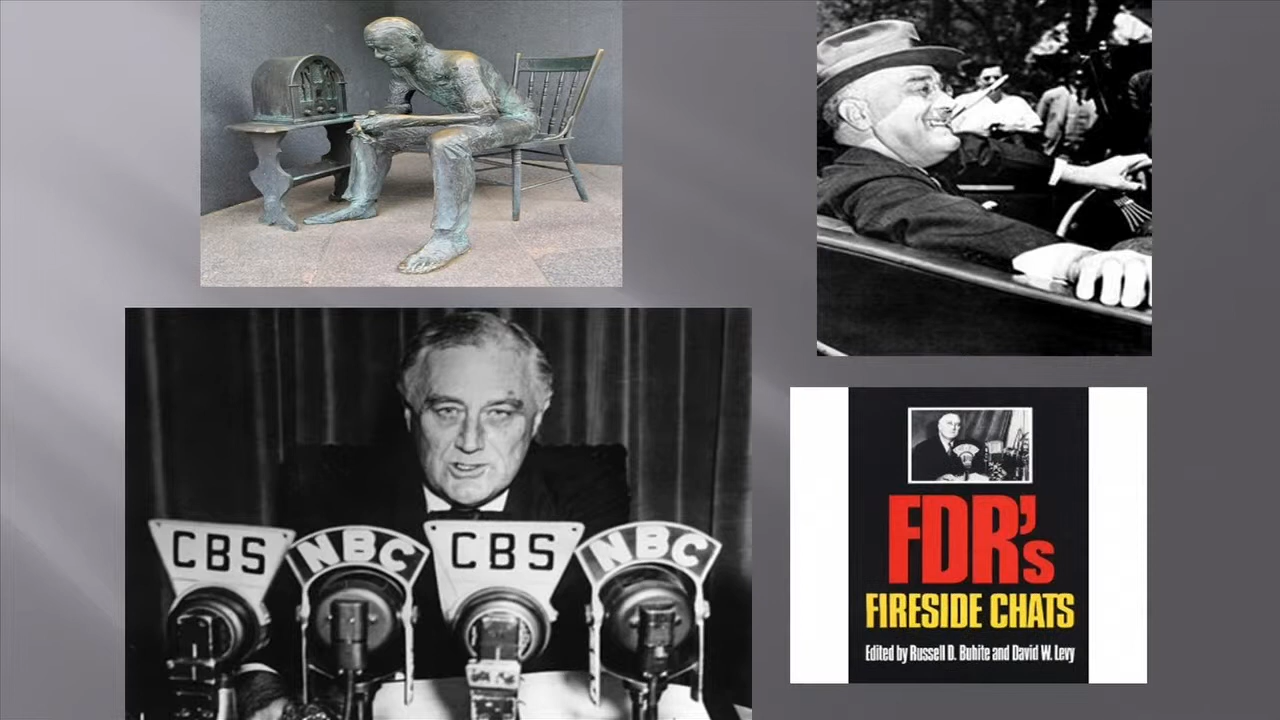 CBS
NBC
CBS
NBC
FDR's
FIRESIDE CHATS
Edited by Russell D. Buhite and David W. Levy